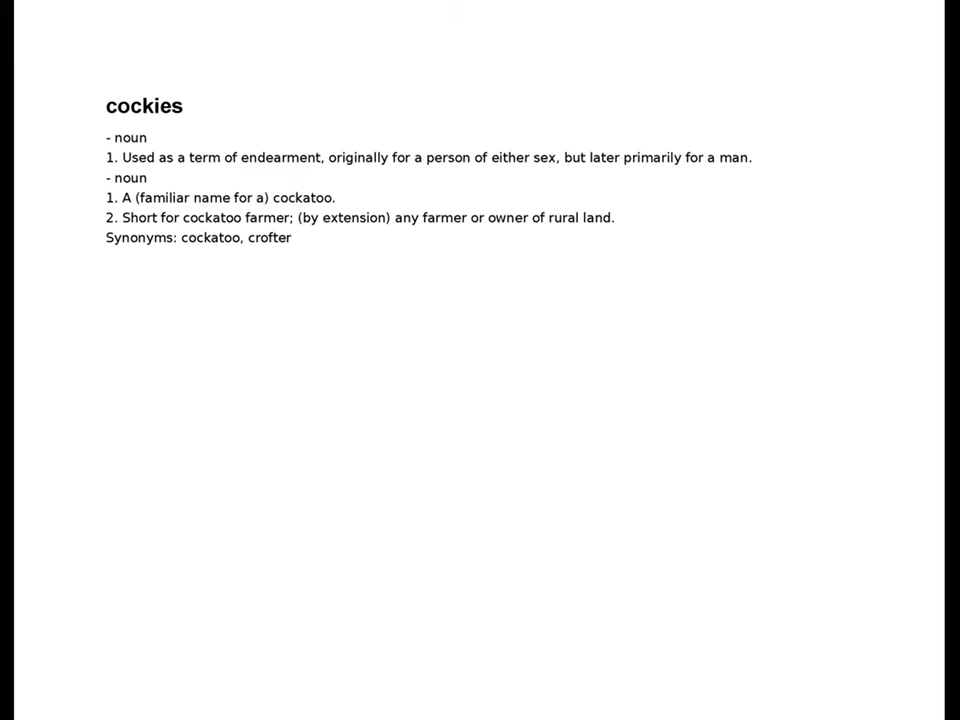 cockies
- noun
1. Used as a term of endearment, originally for a person of either sex, but later primarily for a man.
- noun
1. A (familiar name for a) cockatoo.
2. Short for cockatoo farmer; (by extension) any farmer or owner of rural land.
Synonyms: cockatoo, crofter